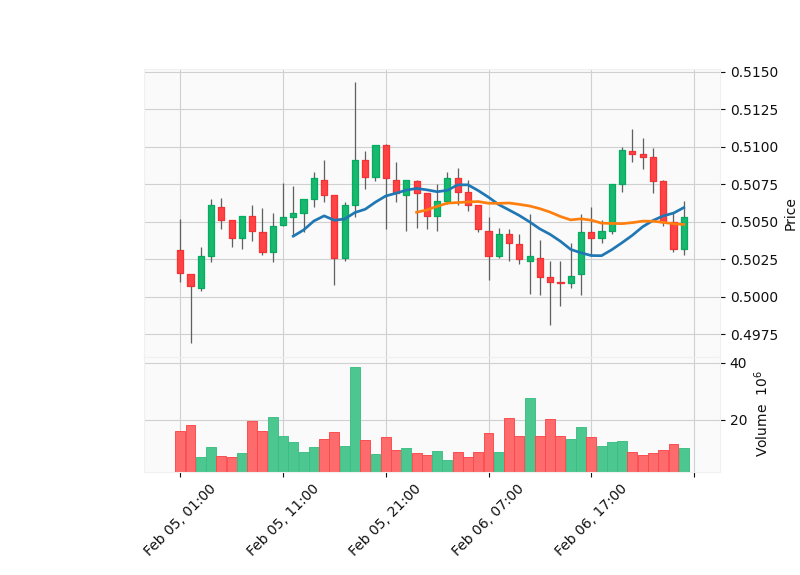 0.5150
0.5125
0.5100
0.5075
0.5050
0.5025
0.5000
0.4975
Price
40
20
Volume 10⁶
Feb 05, 01:00
Feb 05, 11:00
Feb 05, 21:00
Feb 06, 07:00
Feb 06, 17:00